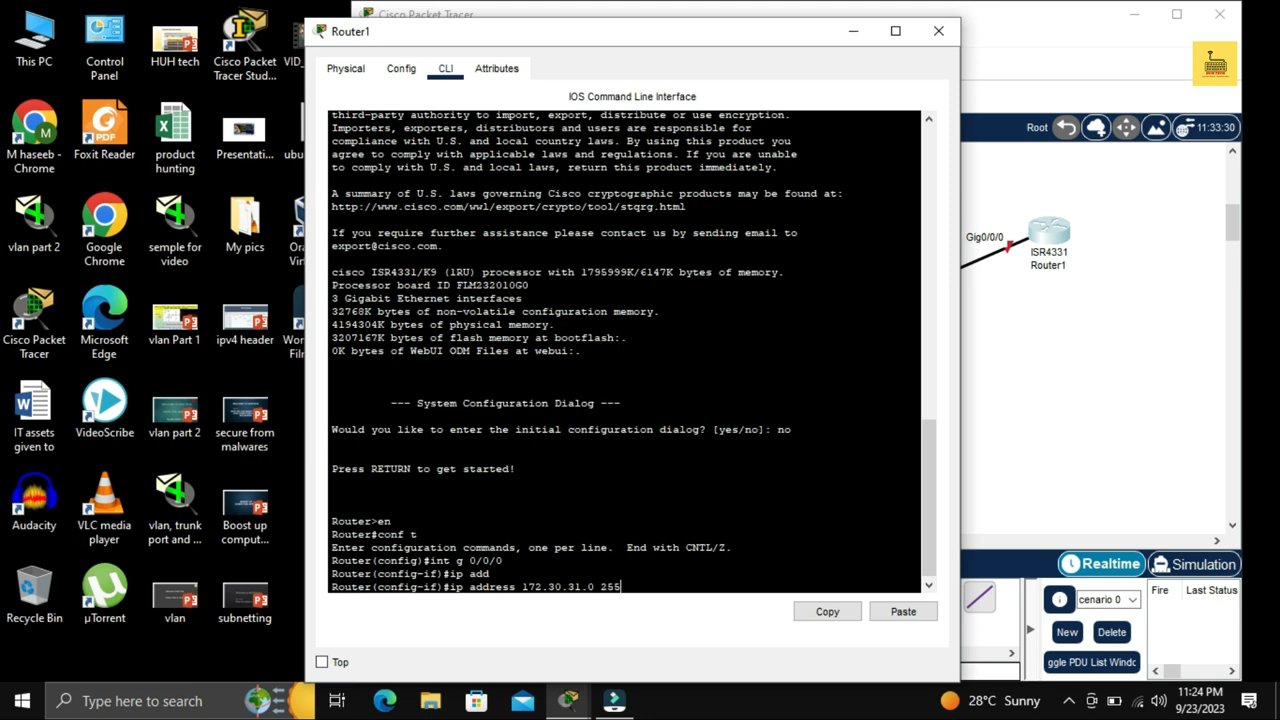 This PC
Control
Panel
HUH tech
Cisco Packet
Tracer Stud...
VID_
M haseeb -
Chrome
Foxit Reader
product
hunting
Presentati...
ubu
vlan part 2
Google
Chrome
semple for
video
My pics
Ora
Vir
Cisco Packet
Tracer
Microsoft
Edge
vlan Part 1
ipv4 header
Wor
Fil
IT assets
given to
VideoScribe
vlan part 2
secure from
malwares
Audacity
VLC media
player
vlan, trunk
port and ...
Boost up
comput...
Recycle Bin
µTorrent
vlan
subnetting
Cisco Packet Tracer
Router1
Physical
Config
CLI
Attributes
IOS Command Line Interface
third-party authority to import, export, distribute or use encryption.
Importers, exporters, distributors and users are responsible for
compliance with U.S. and local country laws. By using this product you
agree to comply with applicable laws and regulations. If you are unable
to comply with U.S. and local laws, return this product immediately.
A summary of U.S. laws governing Cisco cryptographic products may be found at:
http://www.cisco.com/wwl/export/crypto/tool/stqrg.html
If you require further assistance please contact us by sending email to
export@cisco.com.
cisco ISR4331/K9 (1RU) processor with 1795999K/6147K bytes of memory.
Processor board ID FLM232010G0
3 Gigabit Ethernet interfaces
32768K bytes of non-volatile configuration memory.
4194304K bytes of physical memory.
3207167K bytes of flash memory at bootflash:.
0K bytes of WebUI ODM Files at webui:.
--- System Configuration Dialog ---
Would you like to enter the initial configuration dialog? [yes/no]: no
Press RETURN to get started!
Router>en
Router#conf t
Enter configuration commands, one per line.  End with CNTL/Z.
Router(config)#int g 0/0/0
Router(config-if)#ip add
Router(config-if)#ip address 172.30.31.0 255
Copy
Paste
Top
Root
11:33:30
Gig0/0/0
ISR4331
Router1
Realtime
Simulation
cenario 0
Fire
Last Status
New
Delete
ggle PDU List Windo
Type here to search
28°C Sunny
11:24 PM
9/23/2023